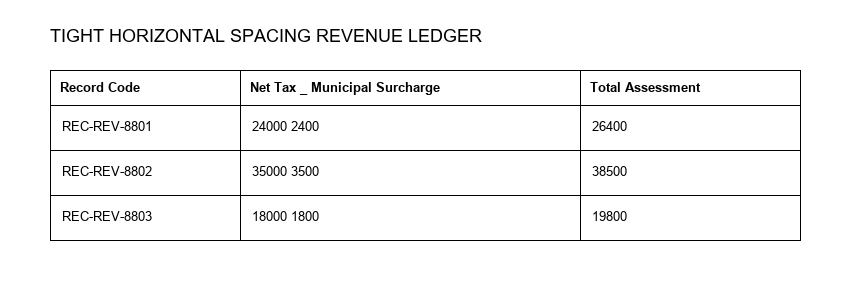 TIGHT HORIZONTAL SPACING REVENUE LEDGER
Record Code Net Tax _ Municipal Surcharge Total Assessment
REC-REV-8801 24000 2400 26400
REC-REV-8802 35000 3500 38500
REC-REV-8803 18000 1800 19800